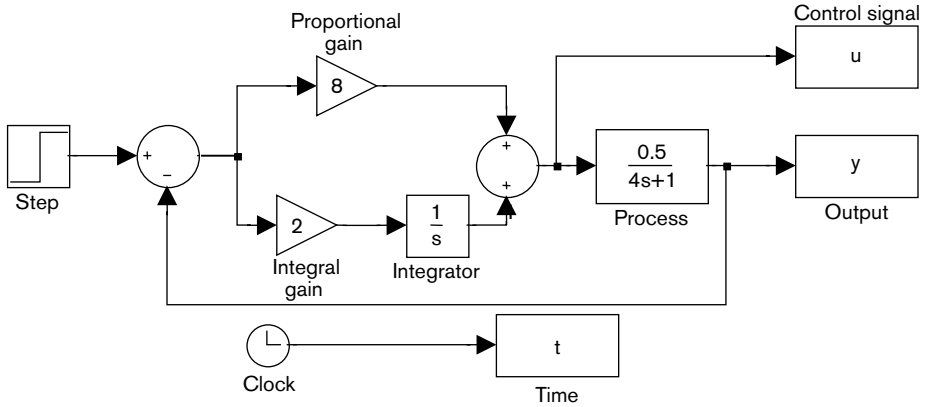 Proportional
gain
8
Control signal
u
+
−
Step
+
+
0.5
4s+1
Process
y
Output
2
Integral
gain
1
s
Integrator
Clock
t
Time